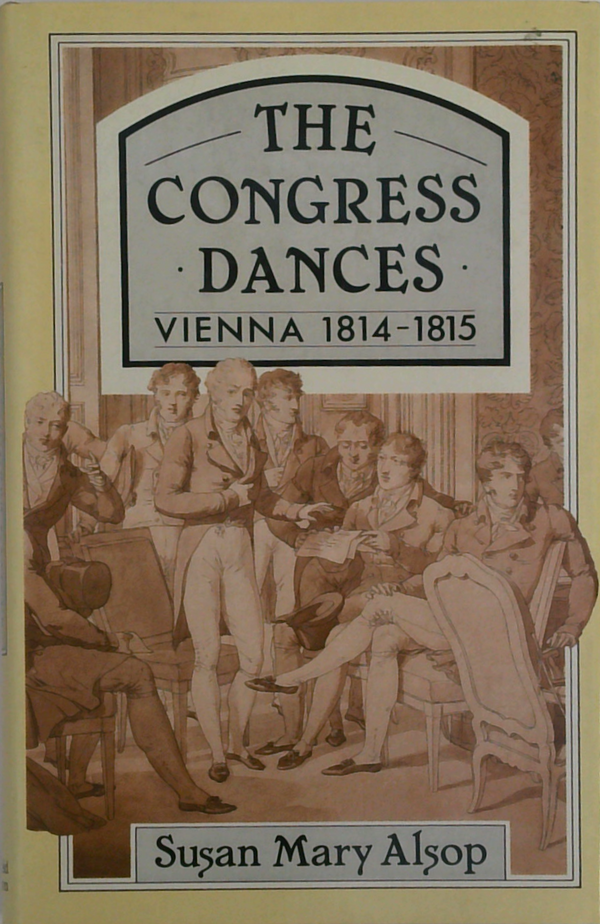 THE
CONGRESS
· DANCES ·
VIENNA 1814–1815
Susan Mary Alsop